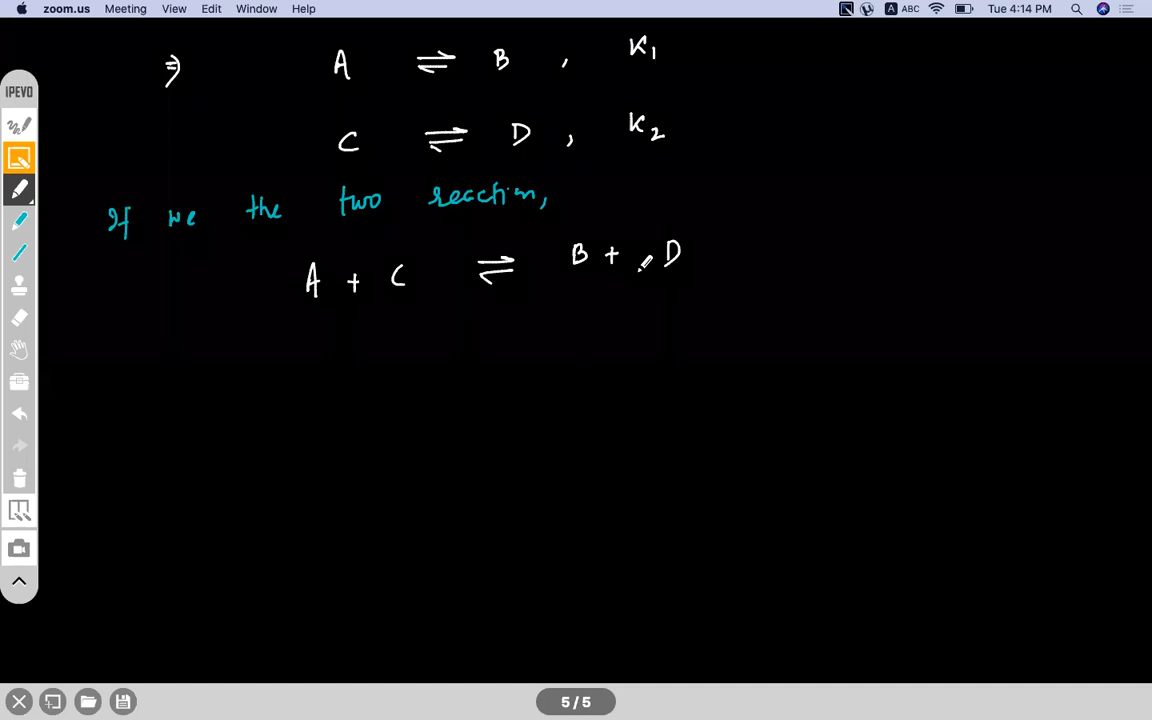 zoom.us Meeting View Edit Window Help A ABC Tue 4:14 PM
IPEVO
⇒ A ⇌ B , K1
C ⇌ D , K2
If we the two reaction,
A + C ⇌ B + D
5 / 5